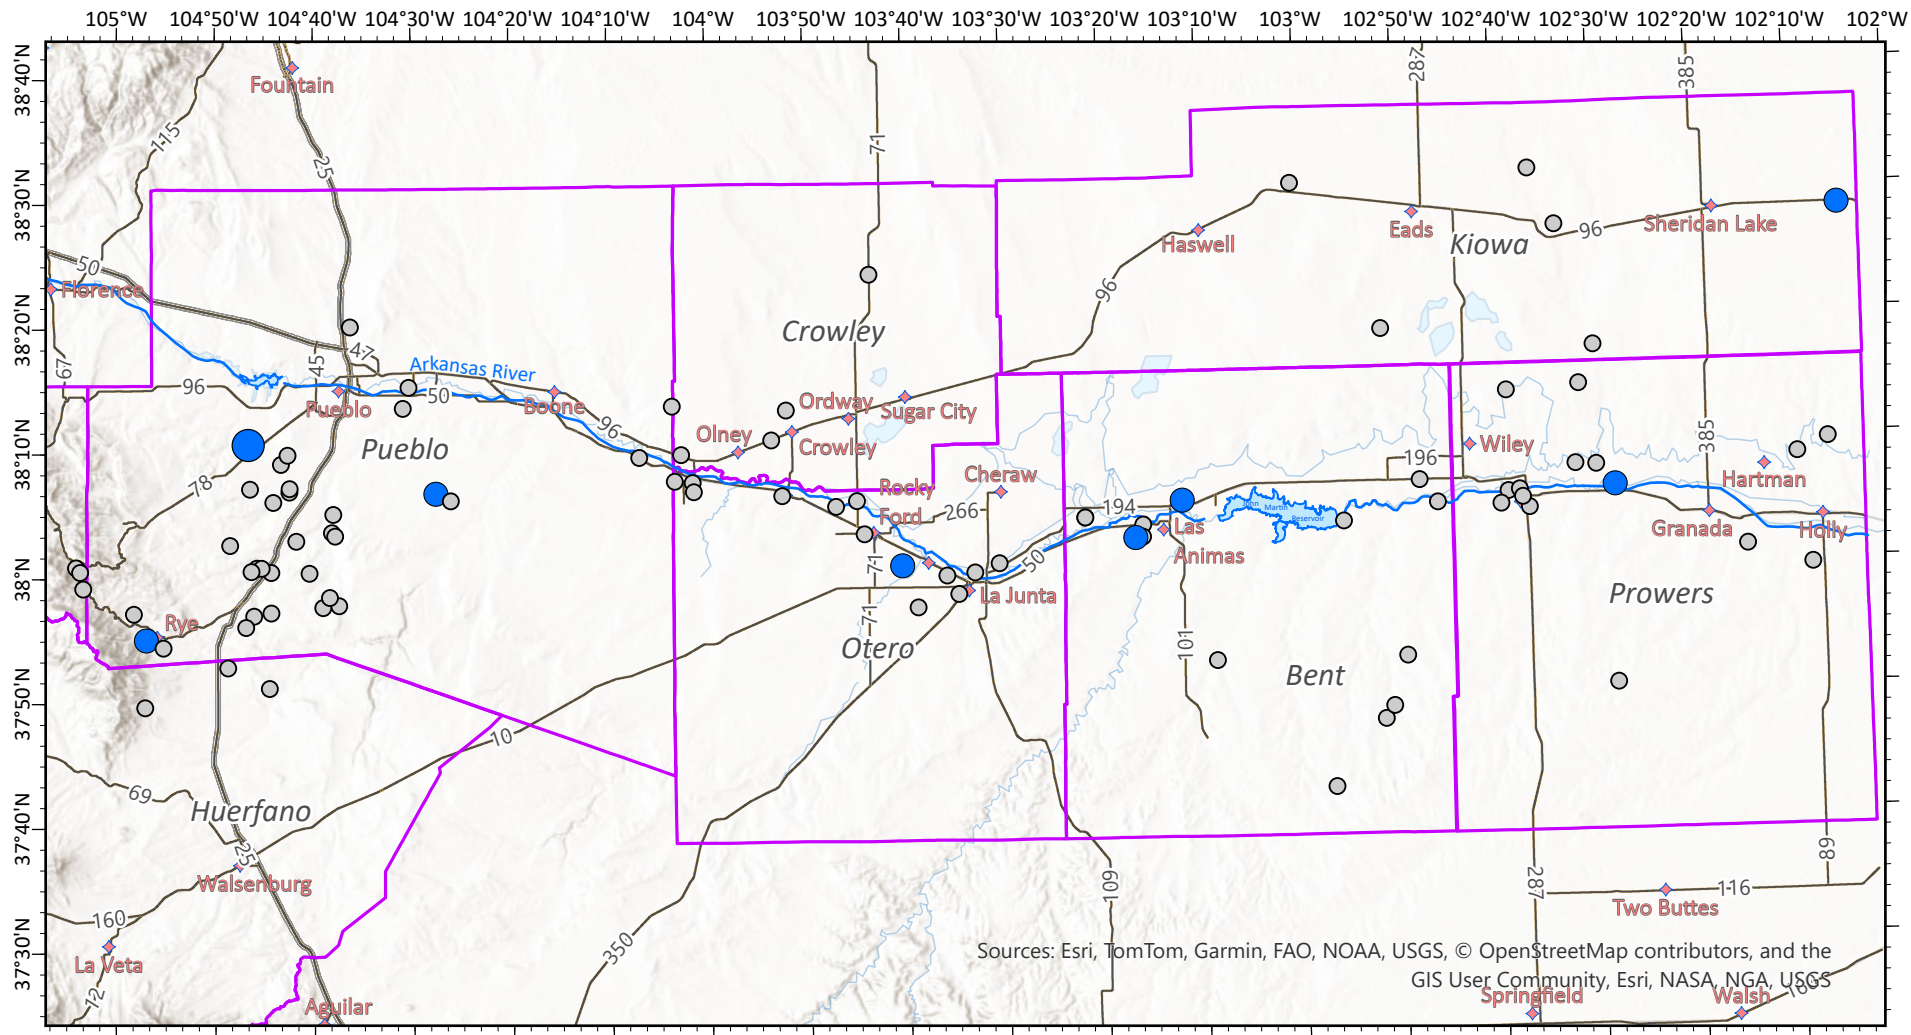 105°W
104°50'W
104°40'W
104°30'W
104°20'W
104°10'W
104°W
103°50'W
103°40'W
103°30'W
103°20'W
103°10'W
103°W
102°50'W
102°40'W
102°30'W
102°20'W
102°10'W
102°W
38°40'N
38°30'N
38°20'N
38°10'N
38°N
37°50'N
37°40'N
37°30'N
Fountain
115
25
71
287
385
Haswell
Eads
Kiowa
96
Sheridan Lake
50
Florence
96
Crowley
67
47
45
Arkansas River
96
Pueblo
50
Boone
96
Ordway
Sugar City
Olney
Crowley
Pueblo
78
Cheraw
Rocky
Ford
266
194
196
Wiley
385
Hartman
John Martin Reservoir
Las
Animas
Granada
Holly
50
71
71
La Junta
Rye
Otero
101
Bent
Prowers
10
69
Huerfano
25
Walsenburg
160
La Veta
12
Aguilar
350
109
287
89
116
Two Buttes
Sources: Esri, TomTom, Garmin, FAO, NOAA, USGS, © OpenStreetMap contributors, and the
GIS User Community, Esri, NASA, NGA, USGS
Springfield
Walsh
160